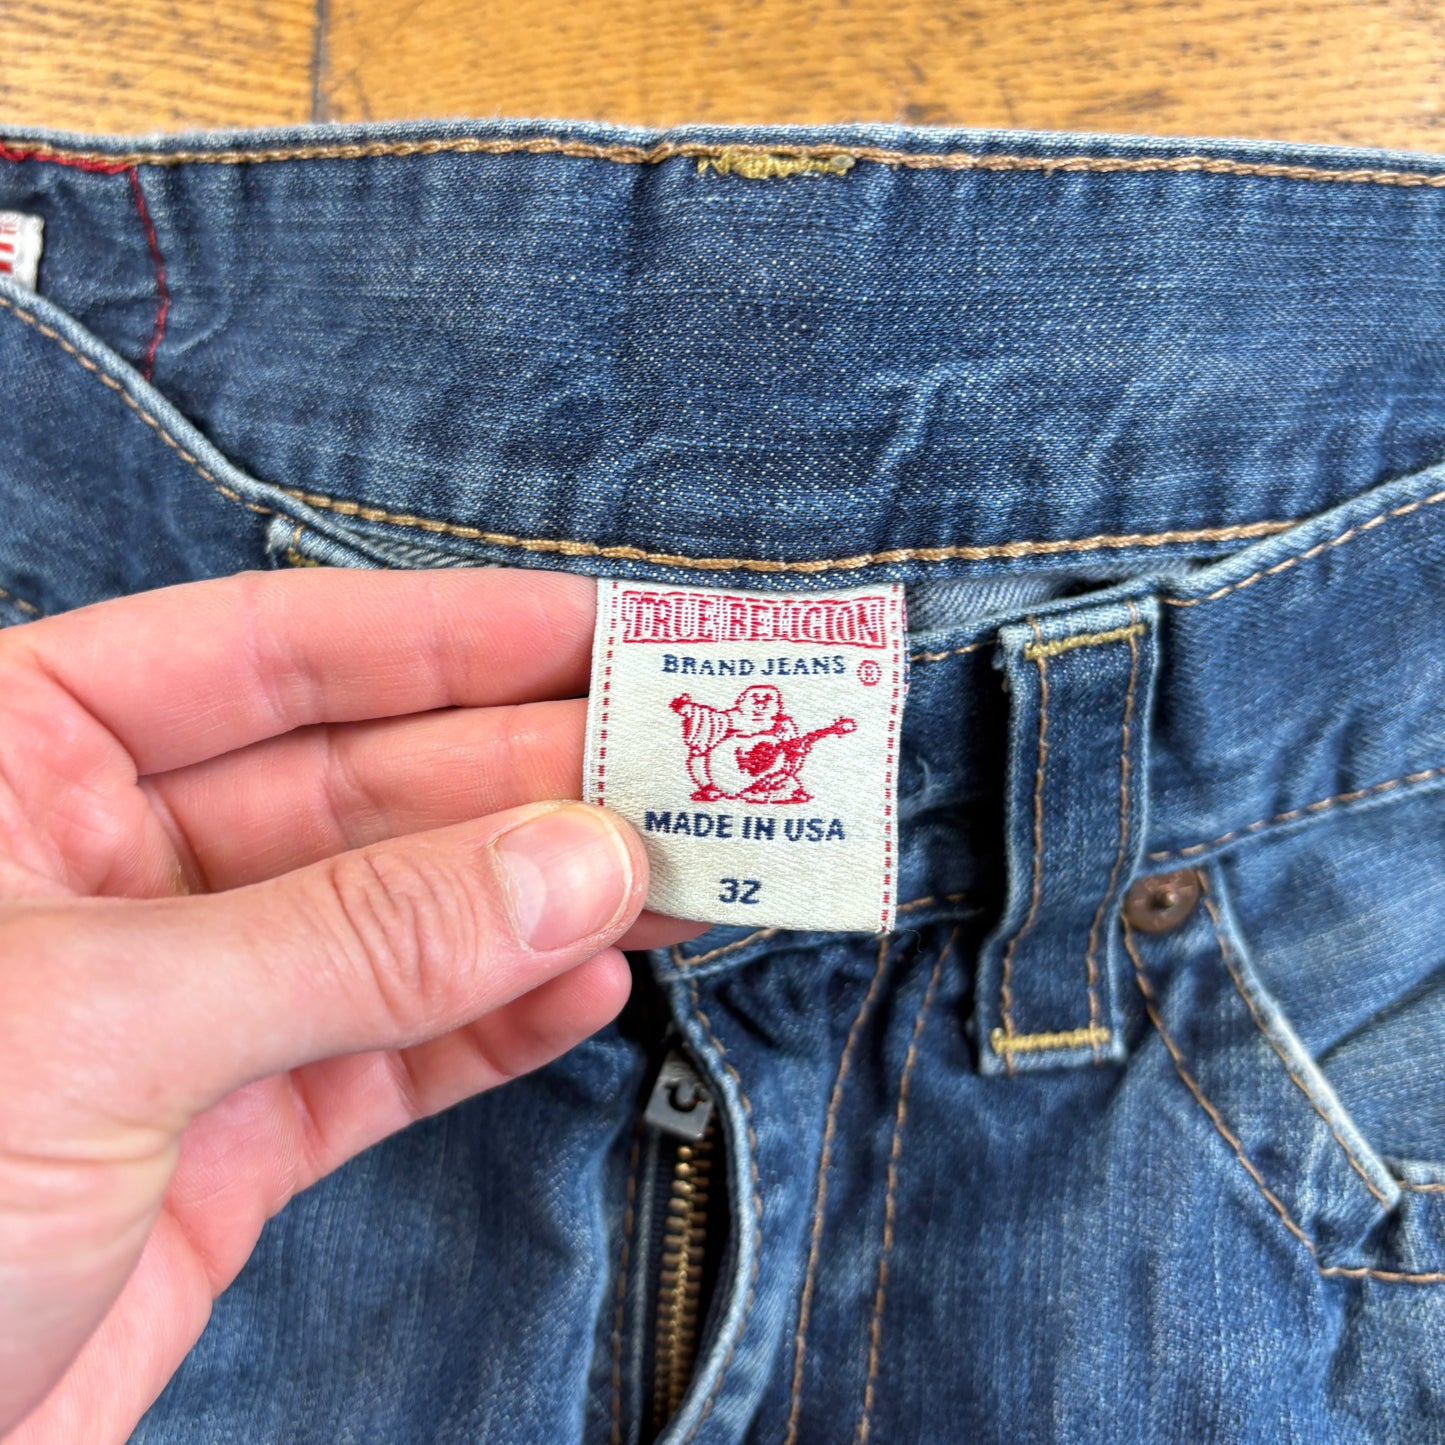 TRUE RELIGION
BRAND JEANS ®
MADE IN USA
32